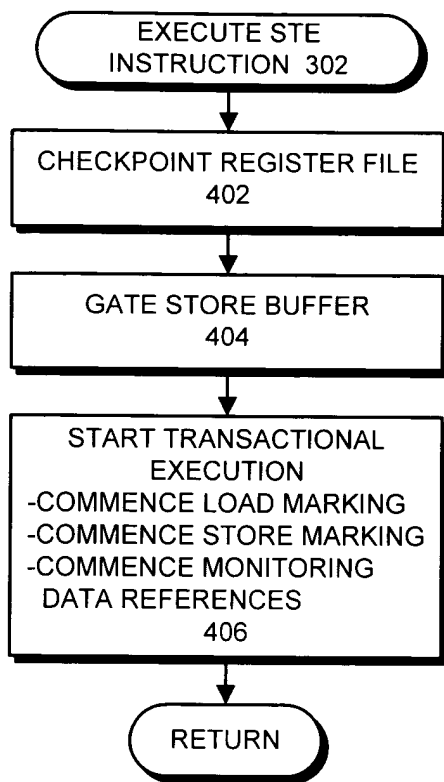 EXECUTE STE
INSTRUCTION 302
CHECKPOINT REGISTER FILE
402
GATE STORE BUFFER
404
START TRANSACTIONAL
EXECUTION
-COMMENCE LOAD MARKING
-COMMENCE STORE MARKING
-COMMENCE MONITORING
DATA REFERENCES
406
RETURN